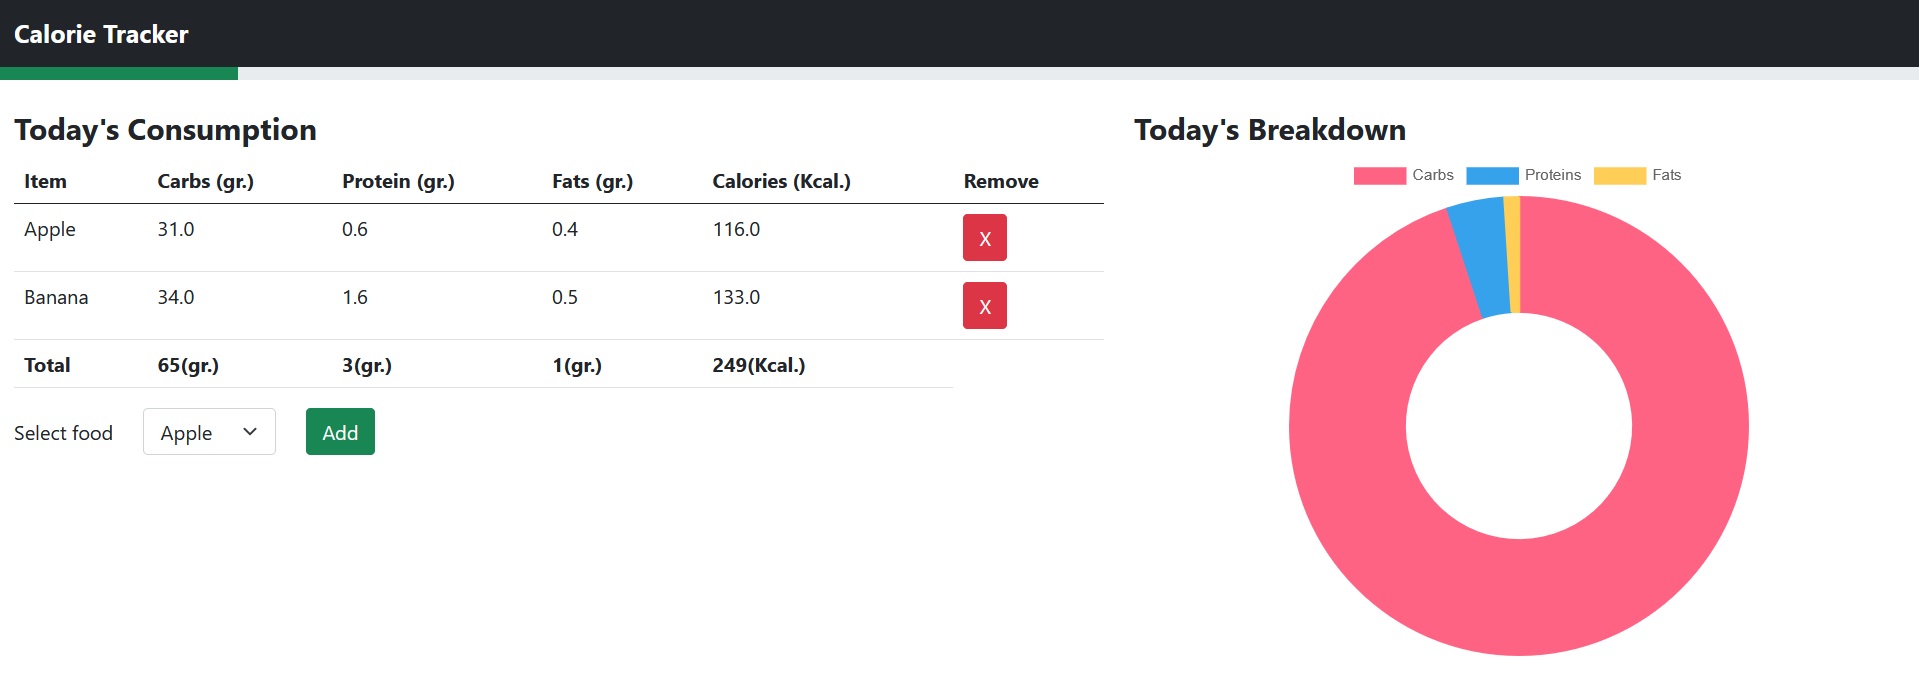 Calorie Tracker
Today's Consumption
Item Carbs (gr.) Protein (gr.) Fats (gr.) Calories (Kcal.) Remove
Apple 31.0 0.6 0.4 116.0 X
Banana 34.0 1.6 0.5 133.0 X
Total 65(gr.) 3(gr.) 1(gr.) 249(Kcal.)
Select food Apple Add
Today's Breakdown
Carbs Proteins Fats